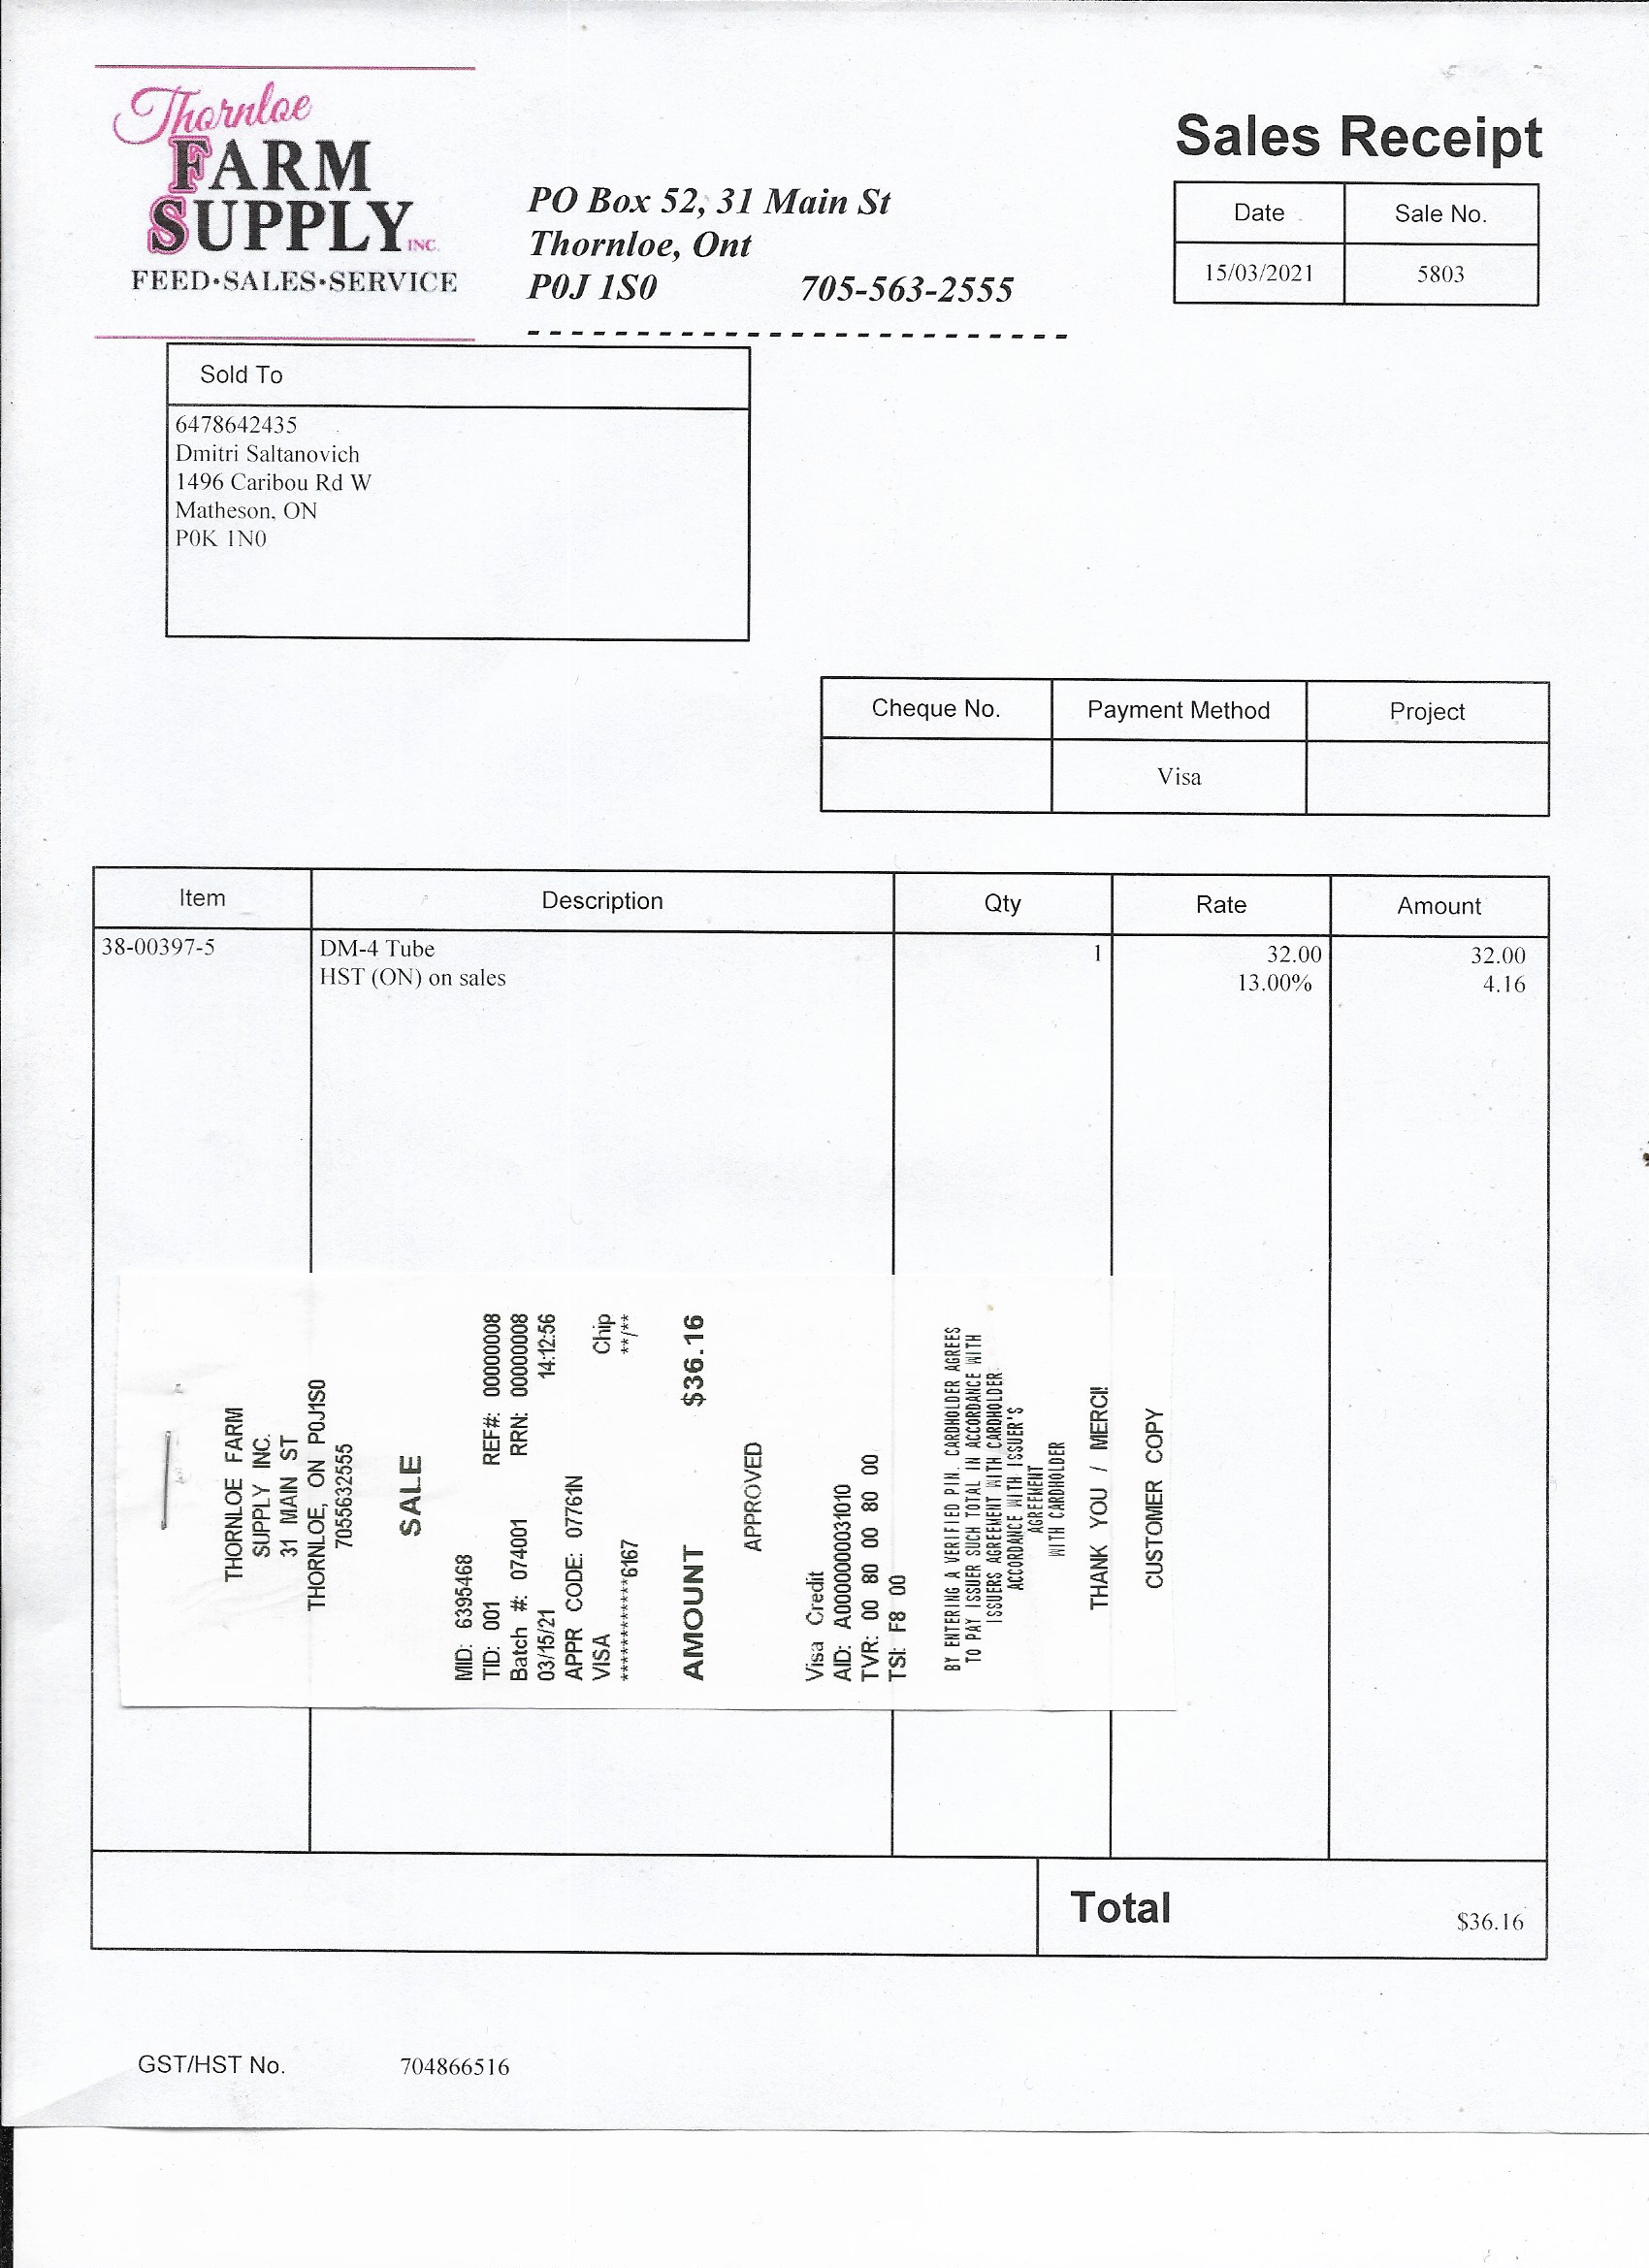 Thornloe
FARM
SUPPLY INC.
FEED•SALES•SERVICE
PO Box 52, 31 Main St
Thornloe, Ont
P0J 1S0 705-563-2555
Sales Receipt
Date Sale No.
15/03/2021 5803
Sold To
6478642435
Dmitri Saltanovich
1496 Caribou Rd W
Matheson, ON
P0K 1N0
Cheque No. Payment Method Project
Visa
Item Description Qty Rate Amount
38-00397-5 DM-4 Tube 1 32.00 32.00
HST (ON) on sales 13.00% 4.16
THORNLOE FARM
SUPPLY INC.
31 MAIN ST
THORNLOE, ON P0J1S0
7055632555
SALE
MID: 6395468
TID: 001 REF#: 00000008
Batch #: 074001 RRN: 00000008
03/15/21 14:12:56
APPR CODE: 07761N
VISA Chip
************6167 **/**
AMOUNT $36.16
APPROVED
Visa Credit
AID: A0000000031010
TVR: 00 80 00 80 00
TSI: F8 00
BY ENTERING A VERIFIED PIN, CARDHOLDER AGREES
TO PAY ISSUER SUCH TOTAL IN ACCORDANCE WITH
ISSUERS AGREEMENT WITH CARDHOLDER
ACCORDANCE WITH ISSUER'S
AGREEMENT
WITH CARDHOLDER
THANK YOU / MERCI!
CUSTOMER COPY
Total $36.16
GST/HST No. 704866516